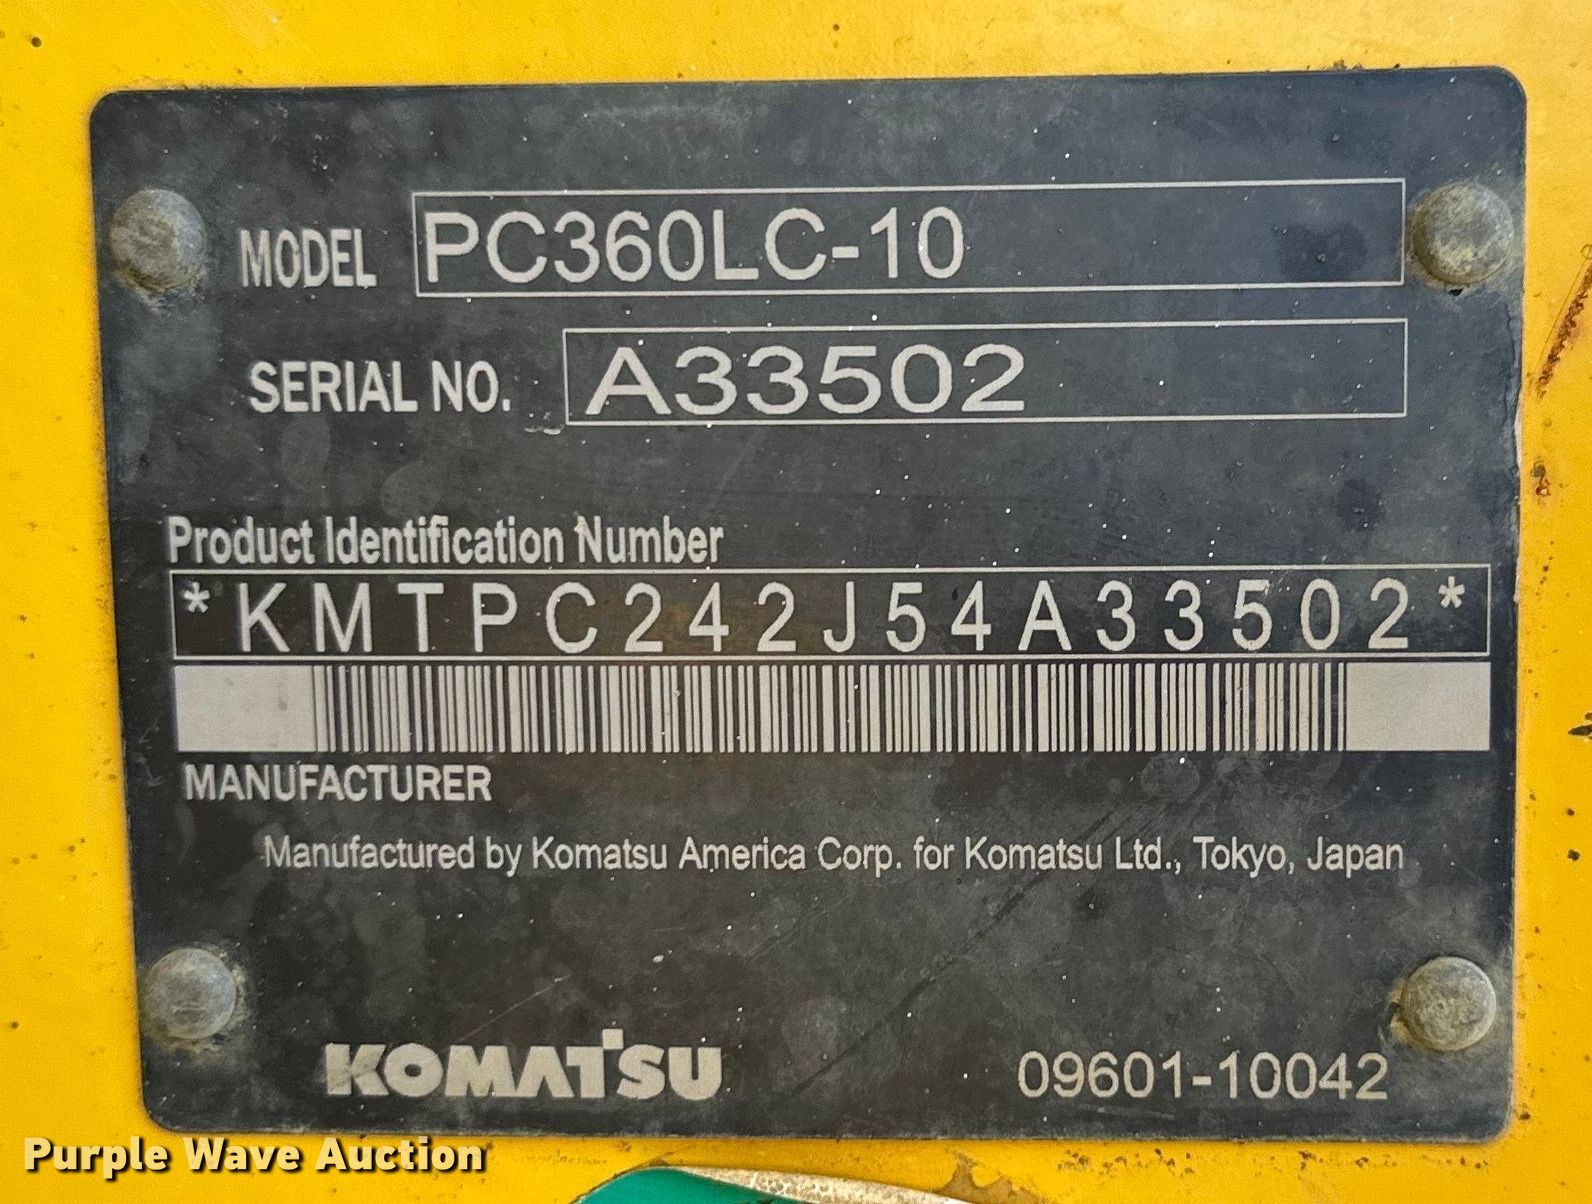 MODEL PC360LC-10
SERIAL NO. A33502
Product Identification Number
*KMTPC242J54A33502*
MANUFACTURER
Manufactured by Komatsu America Corp. for Komatsu Ltd., Tokyo, Japan
KOMATSU 09601-10042
Purple Wave Auction